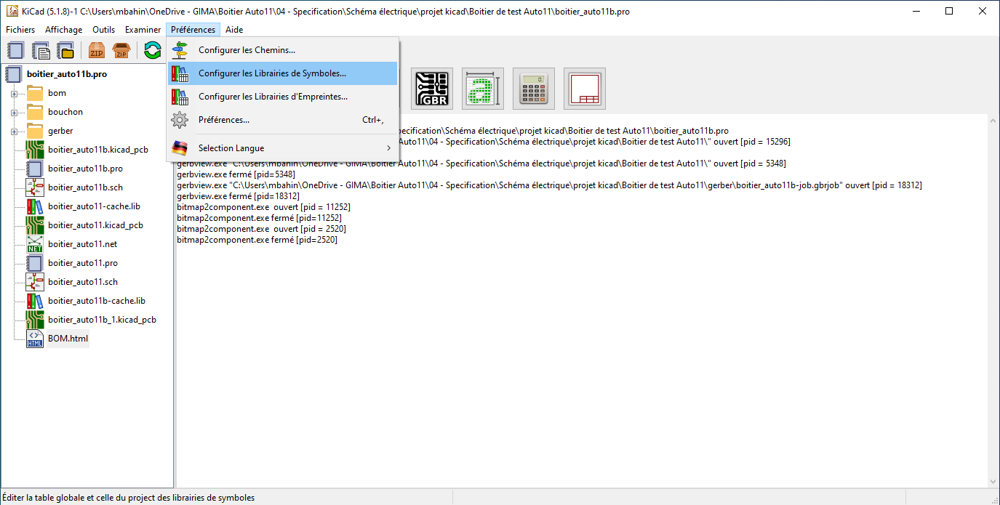 KiCad (5.1.8)-1 C:\Users\mbahin\OneDrive - GIMA\Boitier Auto11\04 - Specification\Schéma électrique\projet kicad\Boitier de test Auto11\boitier_auto11b.pro
Fichiers Affichage Outils Examiner Préférences Aide
ZIP ZIP
Configurer les Chemins...
Configurer les Librairies de Symboles...
Configurer les Librairies d'Empreintes...
Préférences... Ctrl+,
Selection Langue
GBR
boitier_auto11b.pro
bom
bouchon
gerber
boitier_auto11b.kicad_pcb
boitier_auto11b.pro
boitier_auto11b.sch
boitier_auto11-cache.lib
boitier_auto11.kicad_pcb
NET boitier_auto11.net
boitier_auto11.pro
boitier_auto11.sch
boitier_auto11b-cache.lib
boitier_auto11b_1.kicad_pcb
HTML BOM.html
pecification\Schéma électrique\projet kicad\Boitier de test Auto11\boitier_auto11b.pro
Auto11\04 - Specification\Schéma électrique\projet kicad\Boitier de test Auto11\" ouvert [pid = 15296]
gerbview.exe "C:\Users\mbahin\OneDrive - GIMA\Boitier Auto11\04 - Specification\Schéma électrique\projet kicad\Boitier de test Auto11\" ouvert [pid = 5348]
gerbview.exe fermé [pid=5348]
gerbview.exe "C:\Users\mbahin\OneDrive - GIMA\Boitier Auto11\04 - Specification\Schéma électrique\projet kicad\Boitier de test Auto11\gerber\boitier_auto11b-job.gbrjob" ouvert [pid = 18312]
gerbview.exe fermé [pid=18312]
bitmap2component.exe  ouvert [pid = 11252]
bitmap2component.exe fermé [pid=11252]
bitmap2component.exe  ouvert [pid = 2520]
bitmap2component.exe fermé [pid=2520]
Éditer la table globale et celle du project des librairies de symboles